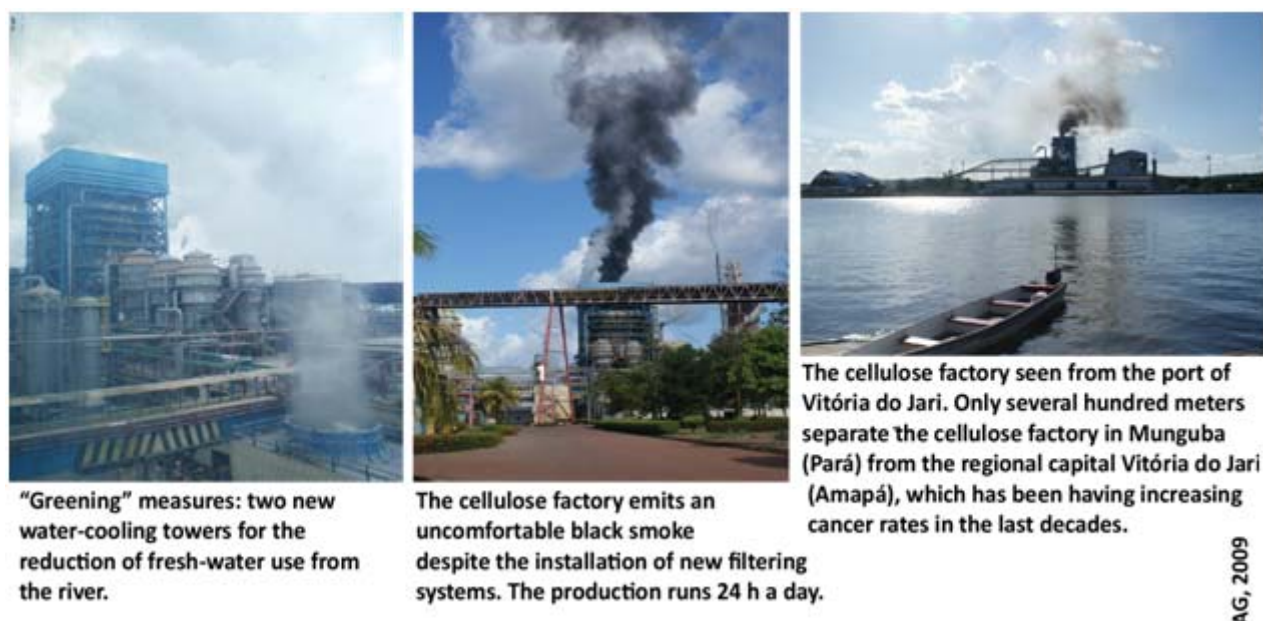 “Greening” measures: two new
water-cooling towers for the
reduction of fresh-water use from
the river.
The cellulose factory emits an
uncomfortable black smoke
despite the installation of new filtering
systems. The production runs 24 h a day.
The cellulose factory seen from the port of
Vitória do Jari. Only several hundred meters
separate the cellulose factory in Munguba
(Pará) from the regional capital Vitória do Jari
(Amapá), which has been having increasing
cancer rates in the last decades.
AG, 2009